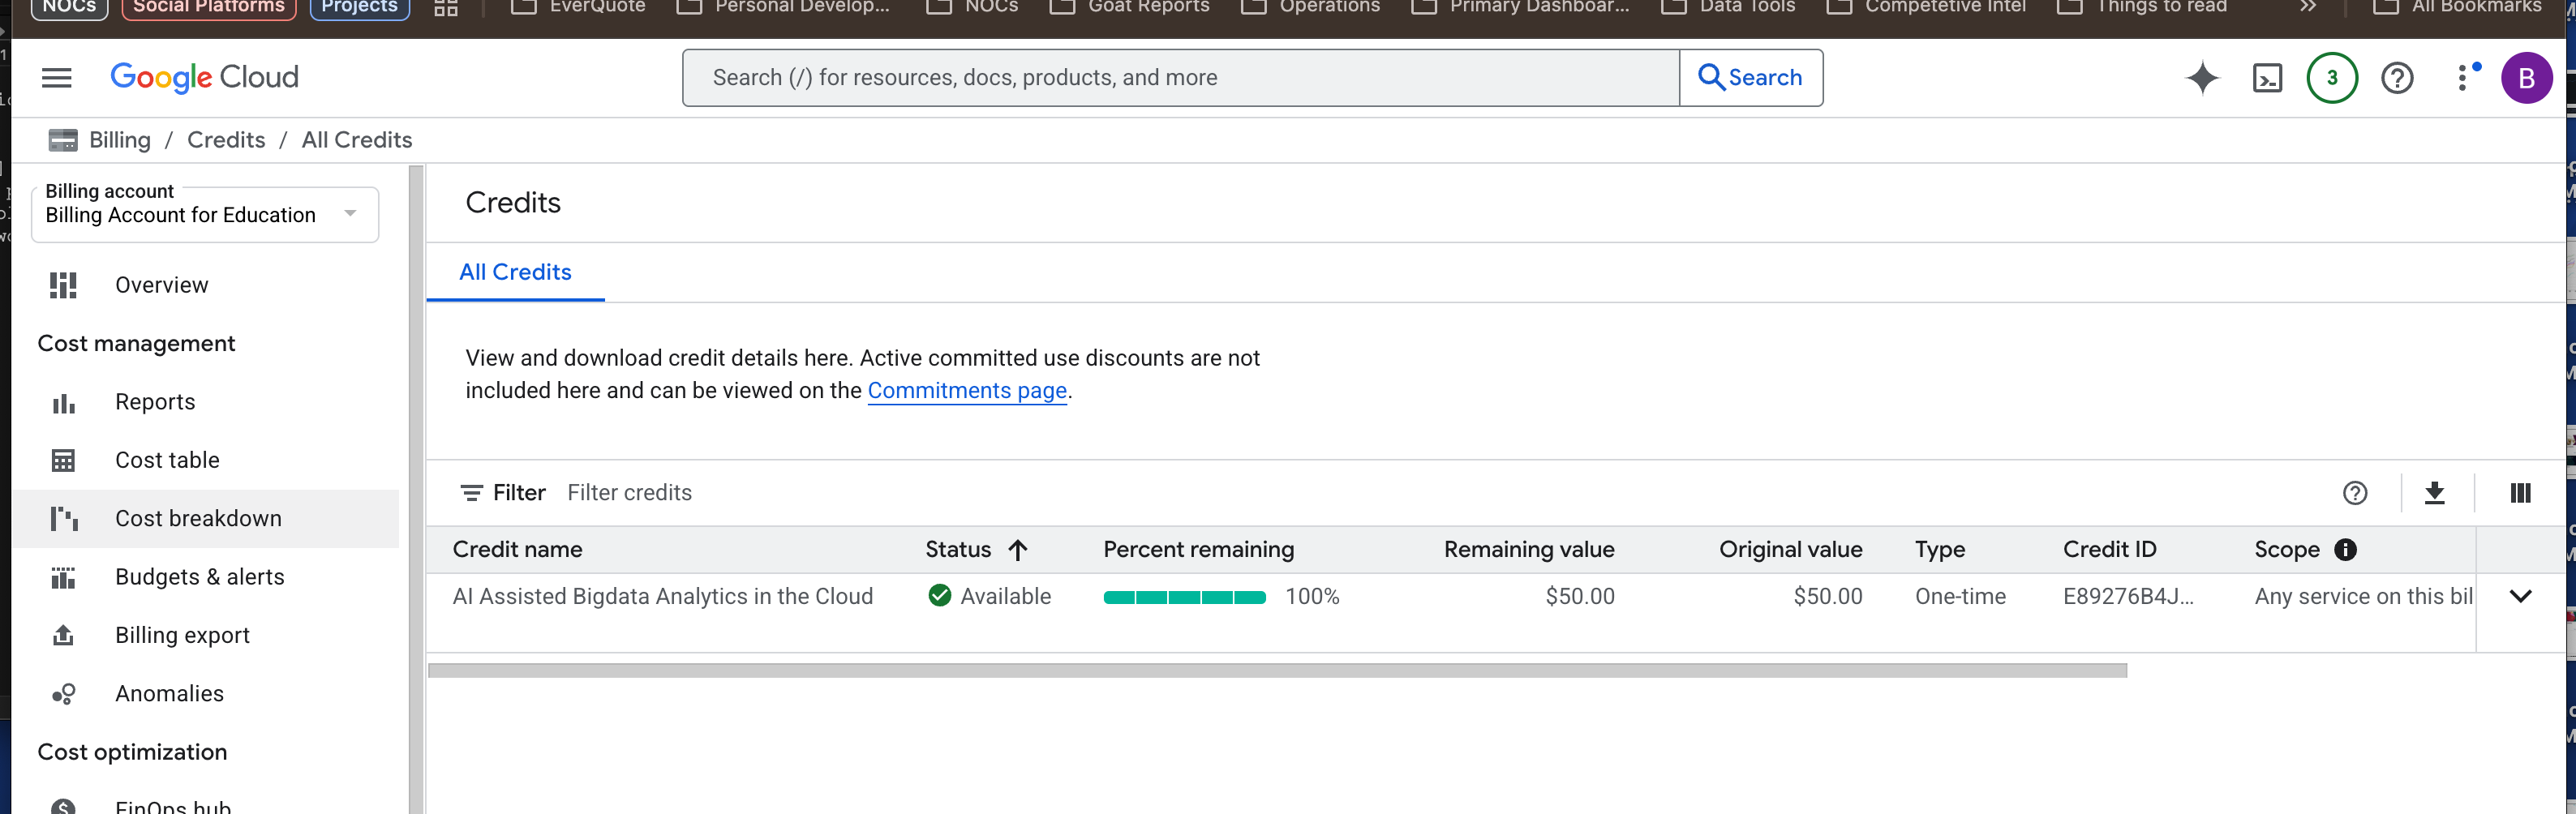 NOCs Social Platforms Projects EverQuote Personal Develop... NOCs Goat Reports Operations Primary Dashboar... Data Tools Competetive Intel Things to read All Bookmarks
Google Cloud Search (/) for resources, docs, products, and more Search 3 B
Billing / Credits / All Credits
Billing account
Billing Account for Education
Overview
Cost management
Reports
Cost table
Cost breakdown
Budgets & alerts
Billing export
Anomalies
Cost optimization
FinOps hub
Credits
All Credits
View and download credit details here. Active committed use discounts are not
included here and can be viewed on the Commitments page.
Filter Filter credits
Credit name Status Percent remaining Remaining value Original value Type Credit ID Scope
AI Assisted Bigdata Analytics in the Cloud Available 100% $50.00 $50.00 One-time E89276B4J... Any service on this bil